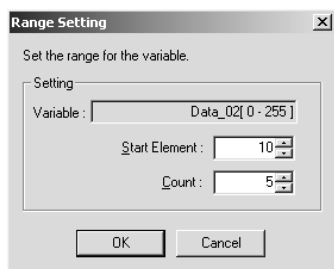 Range Setting
Set the range for the variable.
Setting
Variable : Data_02[ 0 - 255 ]
Start Element : 10
Count : 5
OK Cancel